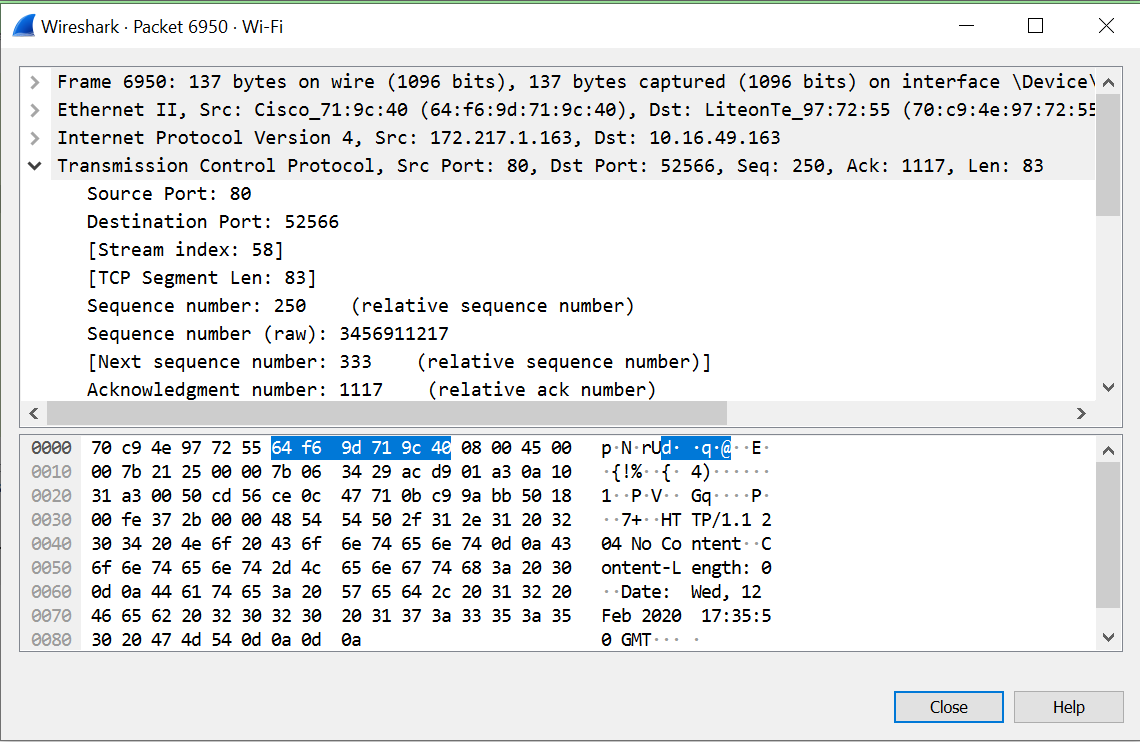 Wireshark · Packet 6950 · Wi-Fi
Frame 6950: 137 bytes on wire (1096 bits), 137 bytes captured (1096 bits) on interface \Device\
Ethernet II, Src: Cisco_71:9c:40 (64:f6:9d:71:9c:40), Dst: LiteonTe_97:72:55 (70:c9:4e:97:72:55
Internet Protocol Version 4, Src: 172.217.1.163, Dst: 10.16.49.163
Transmission Control Protocol, Src Port: 80, Dst Port: 52566, Seq: 250, Ack: 1117, Len: 83
Source Port: 80
Destination Port: 52566
[Stream index: 58]
[TCP Segment Len: 83]
Sequence number: 250    (relative sequence number)
Sequence number (raw): 3456911217
[Next sequence number: 333    (relative sequence number)]
Acknowledgment number: 1117    (relative ack number)
0000 70 c9 4e 97 72 55 64 f6 9d 71 9c 40 08 00 45 00 p·N·rUd· ·q·@··E·
0010 00 7b 21 25 00 00 7b 06 34 29 ac d9 01 a3 0a 10 ·{!%··{· 4)······
0020 31 a3 00 50 cd 56 ce 0c 47 71 0b c9 9a bb 50 18 1··P·V·· Gq····P·
0030 00 fe 37 2b 00 00 48 54 54 50 2f 31 2e 31 20 32 ··7+··HT TP/1.1 2
0040 30 34 20 4e 6f 20 43 6f 6e 74 65 6e 74 0d 0a 43 04 No Co ntent··C
0050 6f 6e 74 65 6e 74 2d 4c 65 6e 67 74 68 3a 20 30 ontent-L ength: 0
0060 0d 0a 44 61 74 65 3a 20 57 65 64 2c 20 31 32 20 ··Date: Wed, 12
0070 46 65 62 20 32 30 32 30 20 31 37 3a 33 35 3a 35 Feb 2020 17:35:5
0080 30 20 47 4d 54 0d 0a 0d 0a 0 GMT··· ·
Close Help